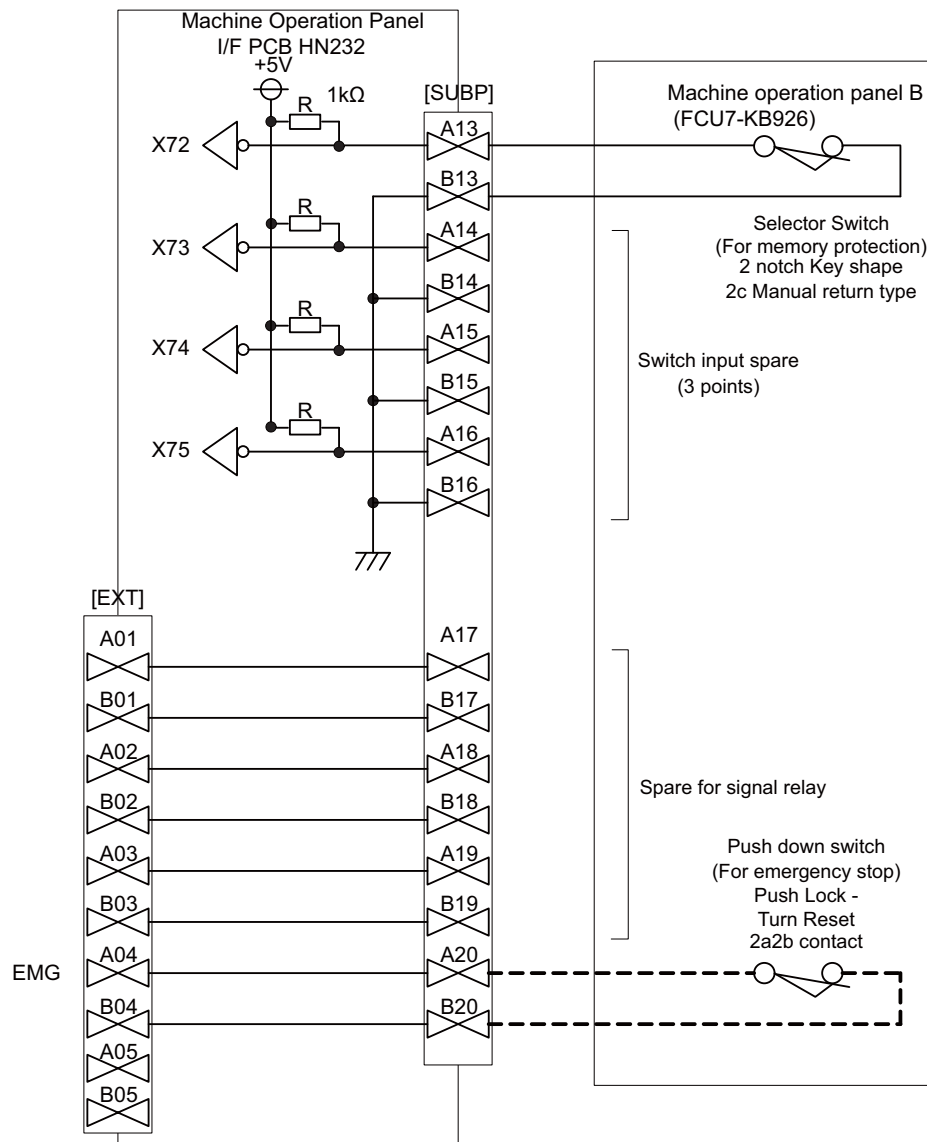 Machine Operation Panel
I/F PCB HN232
+5V
R
1kΩ
[SUBP]
X72
A13
B13
R
X73
A14
B14
R
X74
A15
B15
R
X75
A16
B16
Machine operation panel B
(FCU7-KB926)
Selector Switch
(For memory protection)
2 notch Key shape
2c Manual return type
Switch input spare
(3 points)
[EXT]
A01
A17
B01
B17
A02
A18
B02
B18
A03
A19
B03
B19
EMG
A04
A20
B04
B20
A05
B05
Spare for signal relay
Push down switch
(For emergency stop)
Push Lock -
Turn Reset
2a2b contact